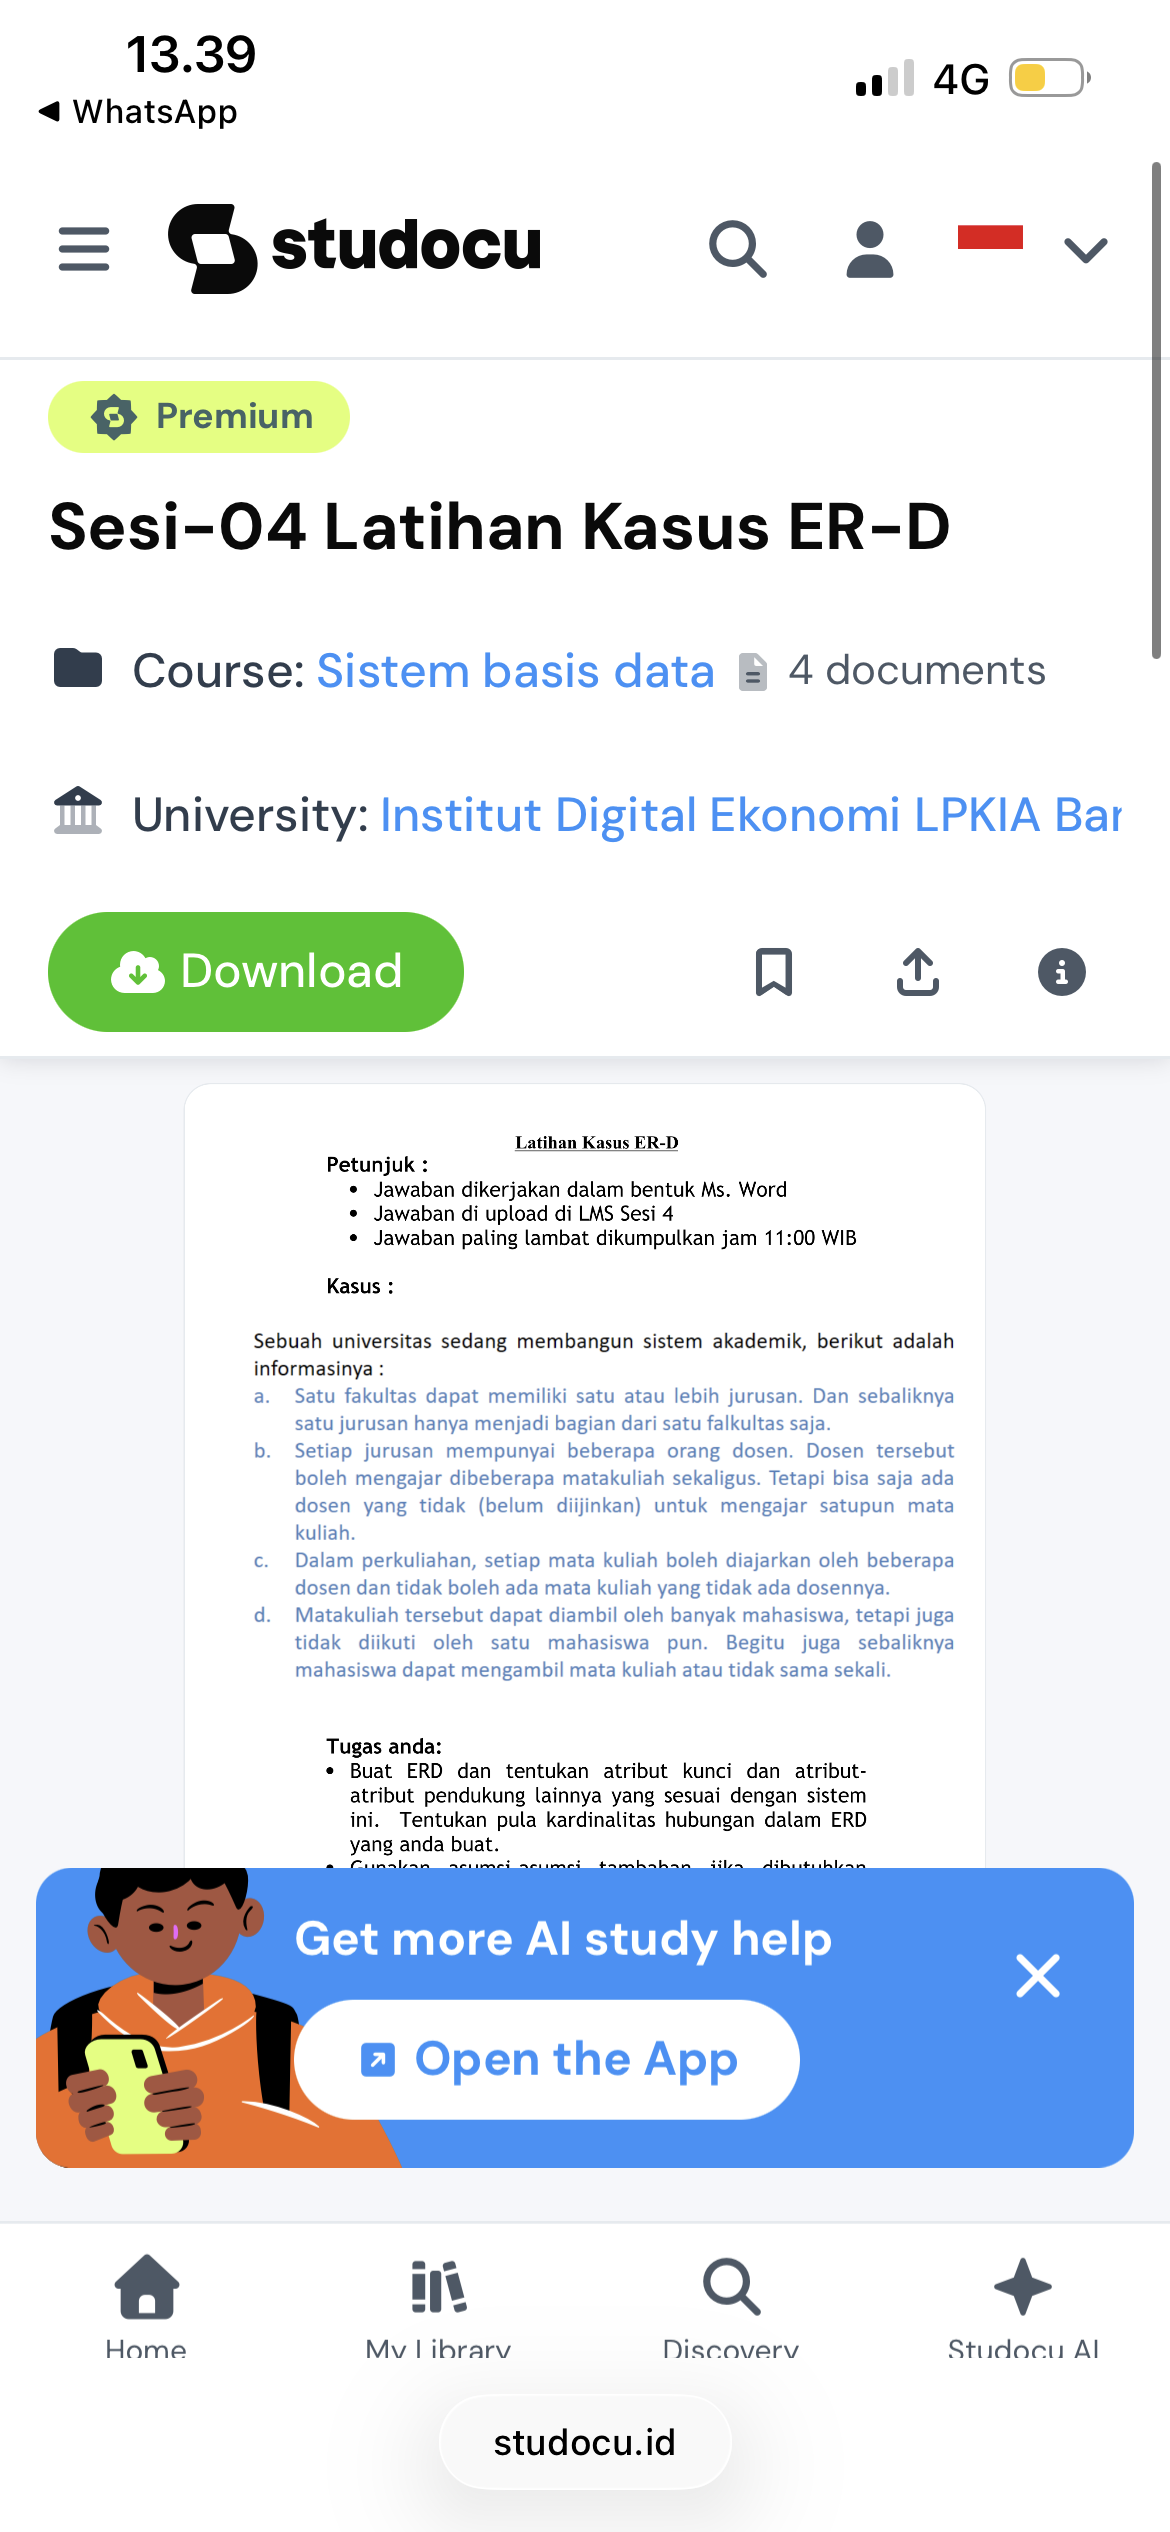 13.39
4G
◀ WhatsApp
studocu
Premium
Sesi-04 Latihan Kasus ER-D
Course: Sistem basis data 4 documents
University: Institut Digital Ekonomi LPKIA Bar
Download
Latihan Kasus ER-D
Petunjuk :
• Jawaban dikerjakan dalam bentuk Ms. Word
• Jawaban di upload di LMS Sesi 4
• Jawaban paling lambat dikumpulkan jam 11:00 WIB
Kasus :
Sebuah universitas sedang membangun sistem akademik, berikut adalah
informasinya :
a. Satu fakultas dapat memiliki satu atau lebih jurusan. Dan sebaliknya
satu jurusan hanya menjadi bagian dari satu falkultas saja.
b. Setiap jurusan mempunyai beberapa orang dosen. Dosen tersebut
boleh mengajar dibeberapa matakuliah sekaligus. Tetapi bisa saja ada
dosen yang tidak (belum diijinkan) untuk mengajar satupun mata
kuliah.
c. Dalam perkuliahan, setiap mata kuliah boleh diajarkan oleh beberapa
dosen dan tidak boleh ada mata kuliah yang tidak ada dosennya.
d. Matakuliah tersebut dapat diambil oleh banyak mahasiswa, tetapi juga
tidak diikuti oleh satu mahasiswa pun. Begitu juga sebaliknya
mahasiswa dapat mengambil mata kuliah atau tidak sama sekali.
Tugas anda:
• Buat ERD dan tentukan atribut kunci dan atribut-
atribut pendukung lainnya yang sesuai dengan sistem
ini. Tentukan pula kardinalitas hubungan dalam ERD
yang anda buat.
• Gunakan asumsi-asumsi tambahan jika dibutuhkan
Get more AI study help
Open the App
Home
My Library
Discovery
Studocu AI
studocu.id